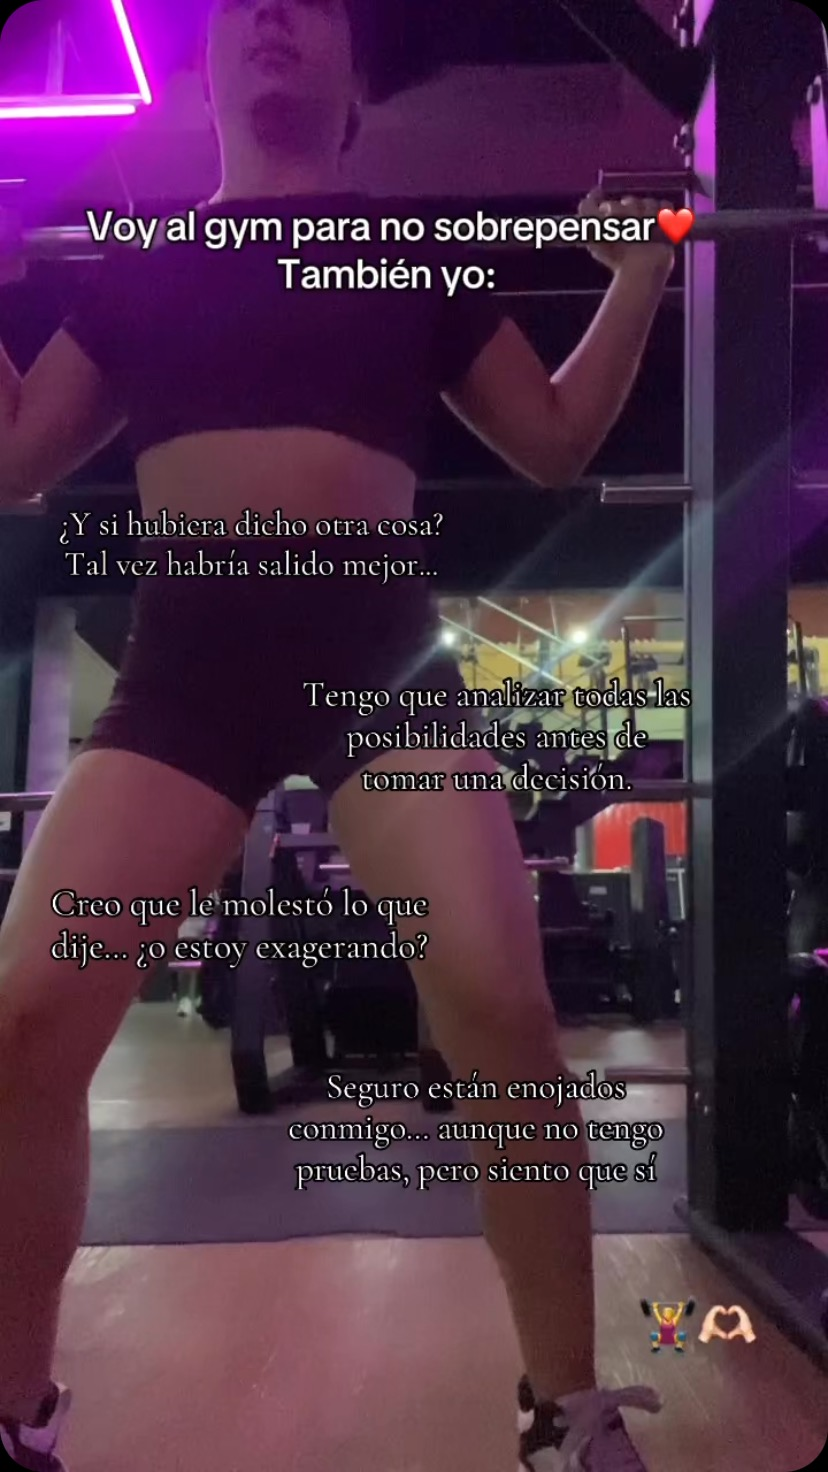 Voy al gym para no sobrepensar❤️
También yo:
¿Y si hubiera dicho otra cosa?
Tal vez habría salido mejor...
Tengo que analizar todas las
posibilidades antes de
tomar una decisión.
Creo que le molestó lo que
dije... ¿o estoy exagerando?
Seguro están enojados
conmigo... aunque no tengo
pruebas, pero siento que sí